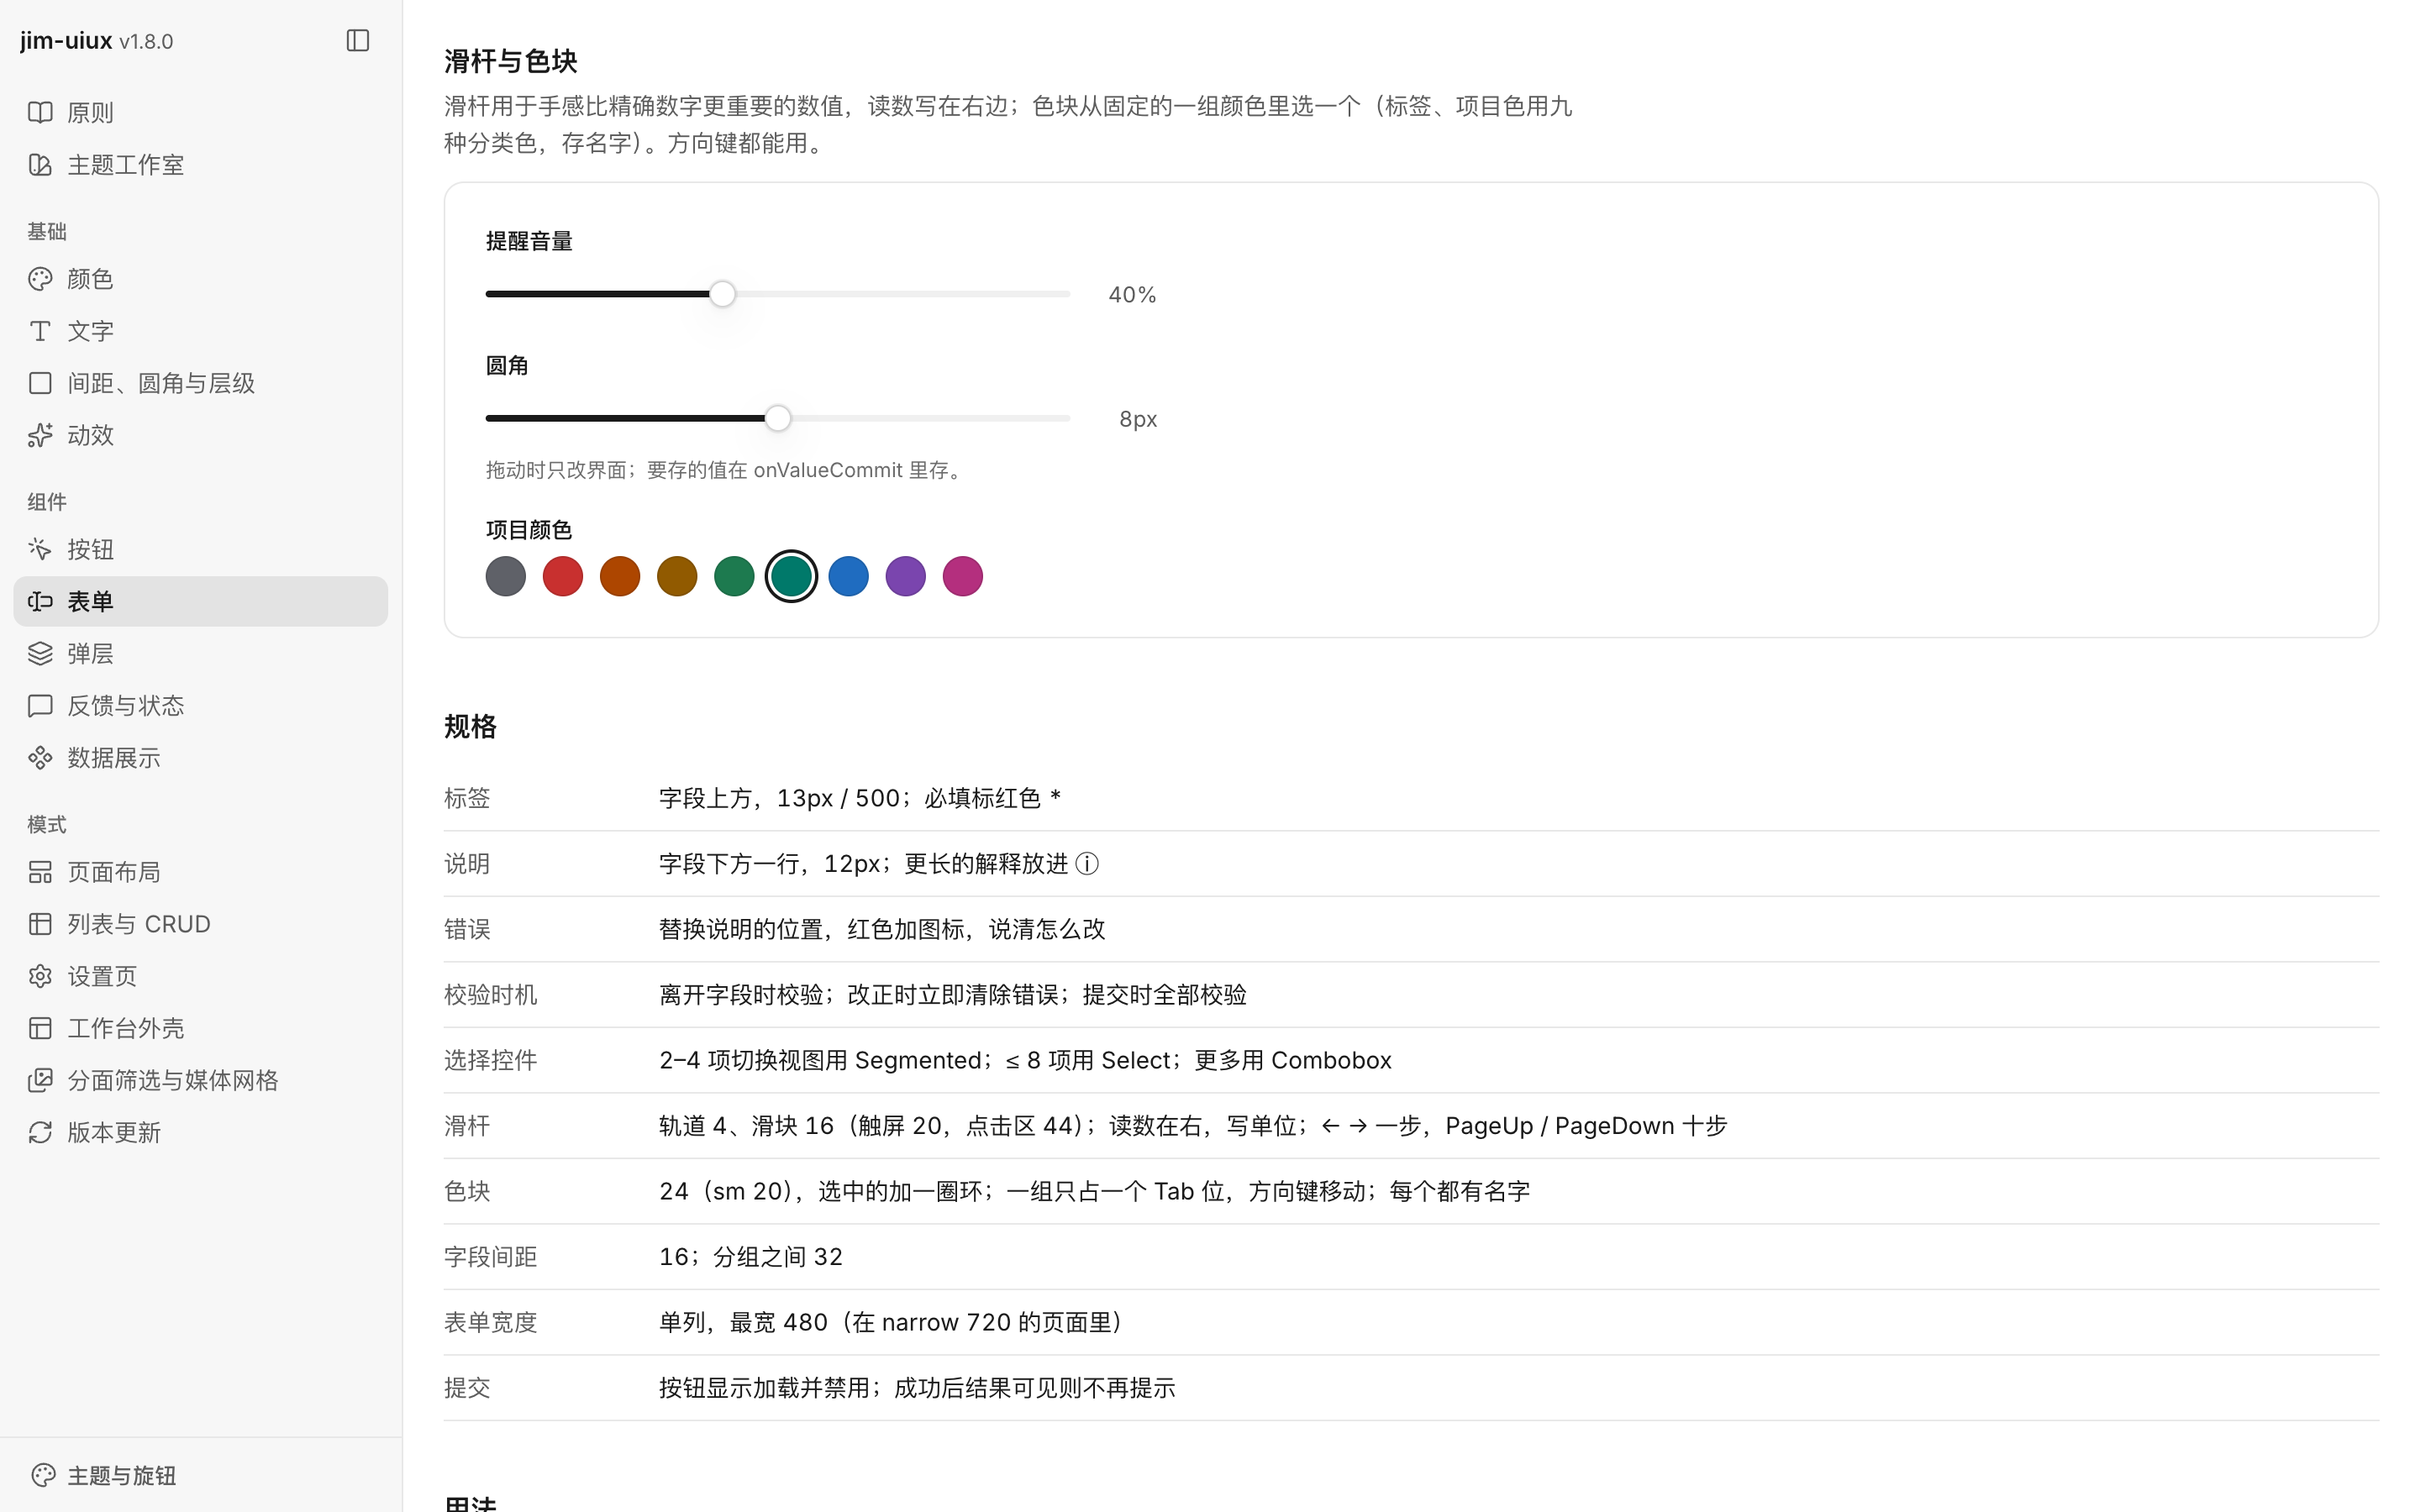 jim-uiux v1.8.0
原则
主题工作室
基础
颜色
文字
间距、圆角与层级
动效
组件
按钮
表单
弹层
反馈与状态
数据展示
模式
页面布局
列表与 CRUD
设置页
工作台外壳
分面筛选与媒体网格
版本更新
主题与旋钮
滑杆与色块
滑杆用于手感比精确数字更重要的数值，读数写在右边；色块从固定的一组颜色里选一个（标签、项目色用九
种分类色，存名字）。方向键都能用。
提醒音量
40%
圆角
8px
拖动时只改界面；要存的值在 onValueCommit 里存。
项目颜色
规格
标签 字段上方，13px / 500；必填标红色 *
说明 字段下方一行，12px；更长的解释放进 ⓘ
错误 替换说明的位置，红色加图标，说清怎么改
校验时机 离开字段时校验；改正时立即清除错误；提交时全部校验
选择控件 2–4 项切换视图用 Segmented；≤ 8 项用 Select；更多用 Combobox
滑杆 轨道 4、滑块 16（触屏 20，点击区 44）；读数在右，写单位；← → 一步，PageUp / PageDown 十步
色块 24（sm 20），选中的加一圈环；一组只占一个 Tab 位，方向键移动；每个都有名字
字段间距 16；分组之间 32
表单宽度 单列，最宽 480（在 narrow 720 的页面里）
提交 按钮显示加载并禁用；成功后结果可见则不再提示
用法